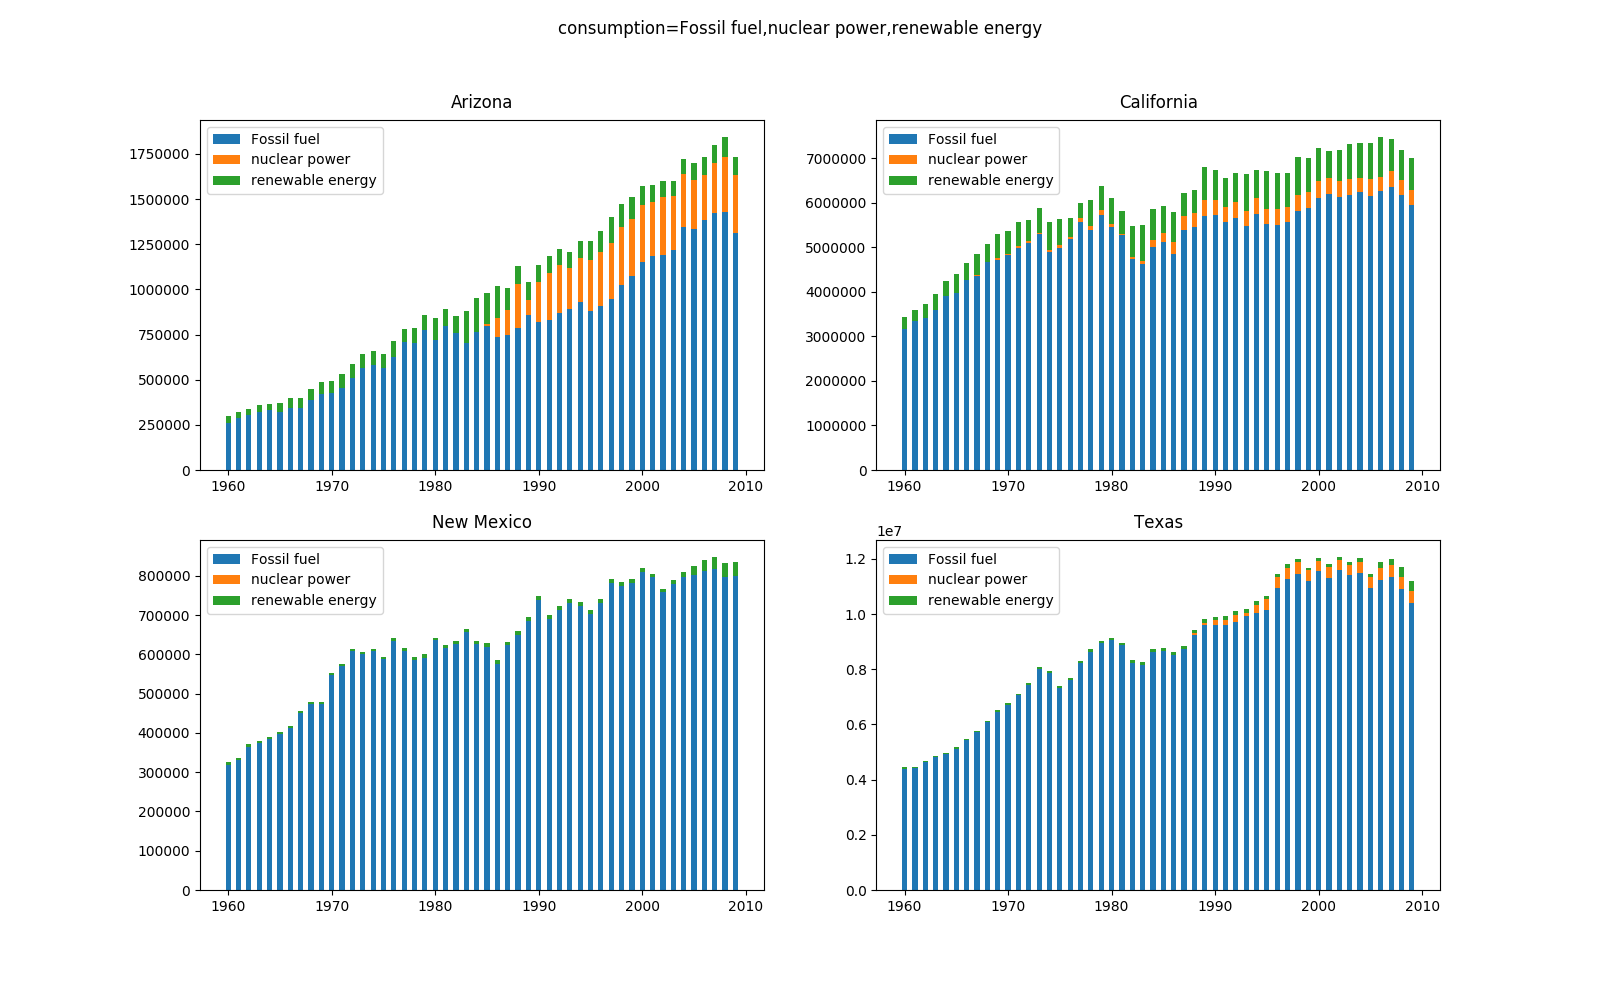 consumption=Fossil fuel,nuclear power,renewable energy
Arizona
Fossil fuel
nuclear power
renewable energy
1750000
1500000
1250000
1000000
750000
500000
250000
0
1960 1970 1980 1990 2000 2010
California
Fossil fuel
nuclear power
renewable energy
7000000
6000000
5000000
4000000
3000000
2000000
1000000
0
1960 1970 1980 1990 2000 2010
New Mexico
Fossil fuel
nuclear power
renewable energy
800000
700000
600000
500000
400000
300000
200000
100000
0
1960 1970 1980 1990 2000 2010
Texas
1e7
Fossil fuel
nuclear power
renewable energy
1.2
1.0
0.8
0.6
0.4
0.2
0.0
1960 1970 1980 1990 2000 2010